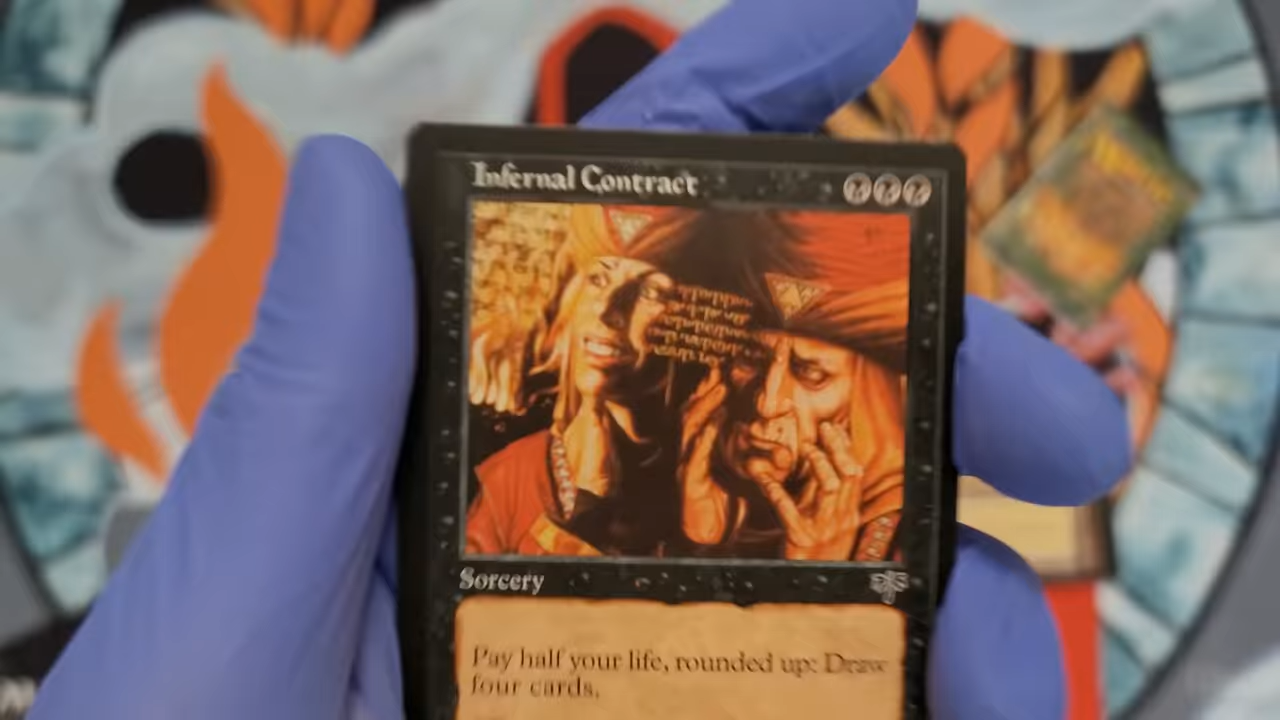 Infernal Contract
Sorcery
Pay half your life, rounded up: Draw
four cards.